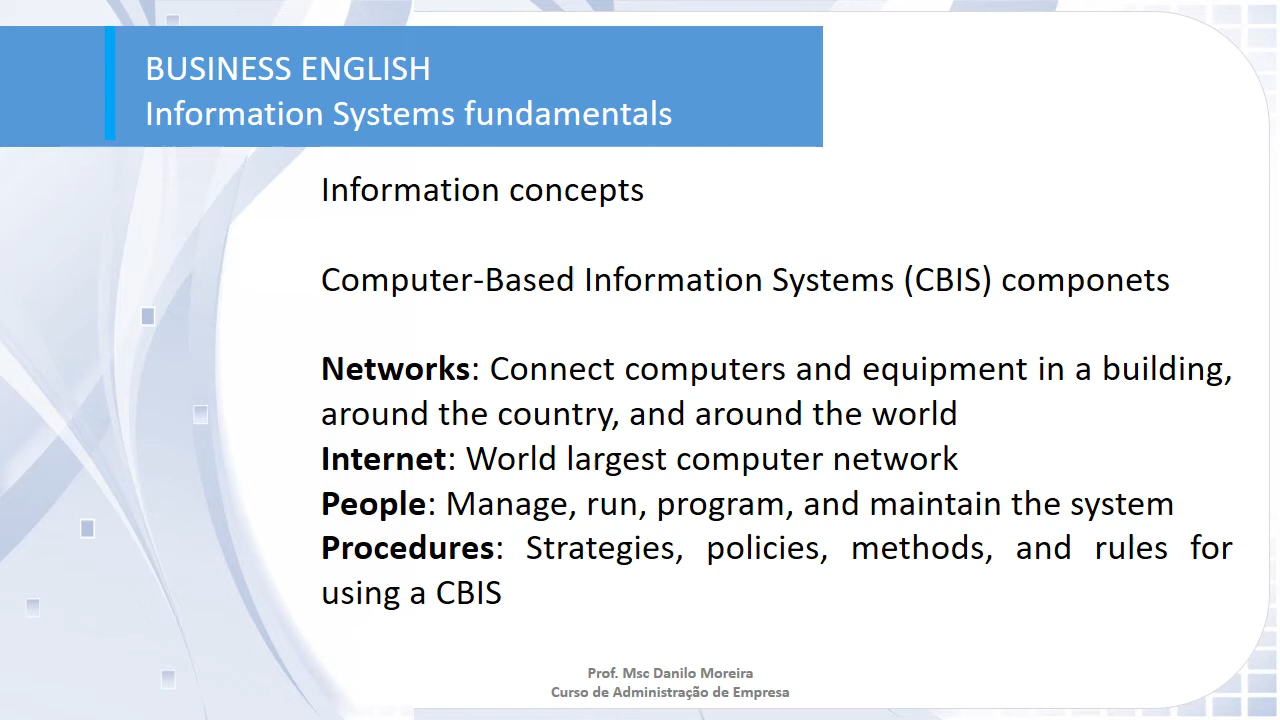 BUSINESS ENGLISH
Information Systems fundamentals
Information concepts
Computer-Based Information Systems (CBIS) componets
Networks: Connect computers and equipment in a building,
around the country, and around the world
Internet: World largest computer network
People: Manage, run, program, and maintain the system
Procedures: Strategies, policies, methods, and rules for
using a CBIS
Prof. Msc Danilo Moreira
Curso de Administração de Empresa